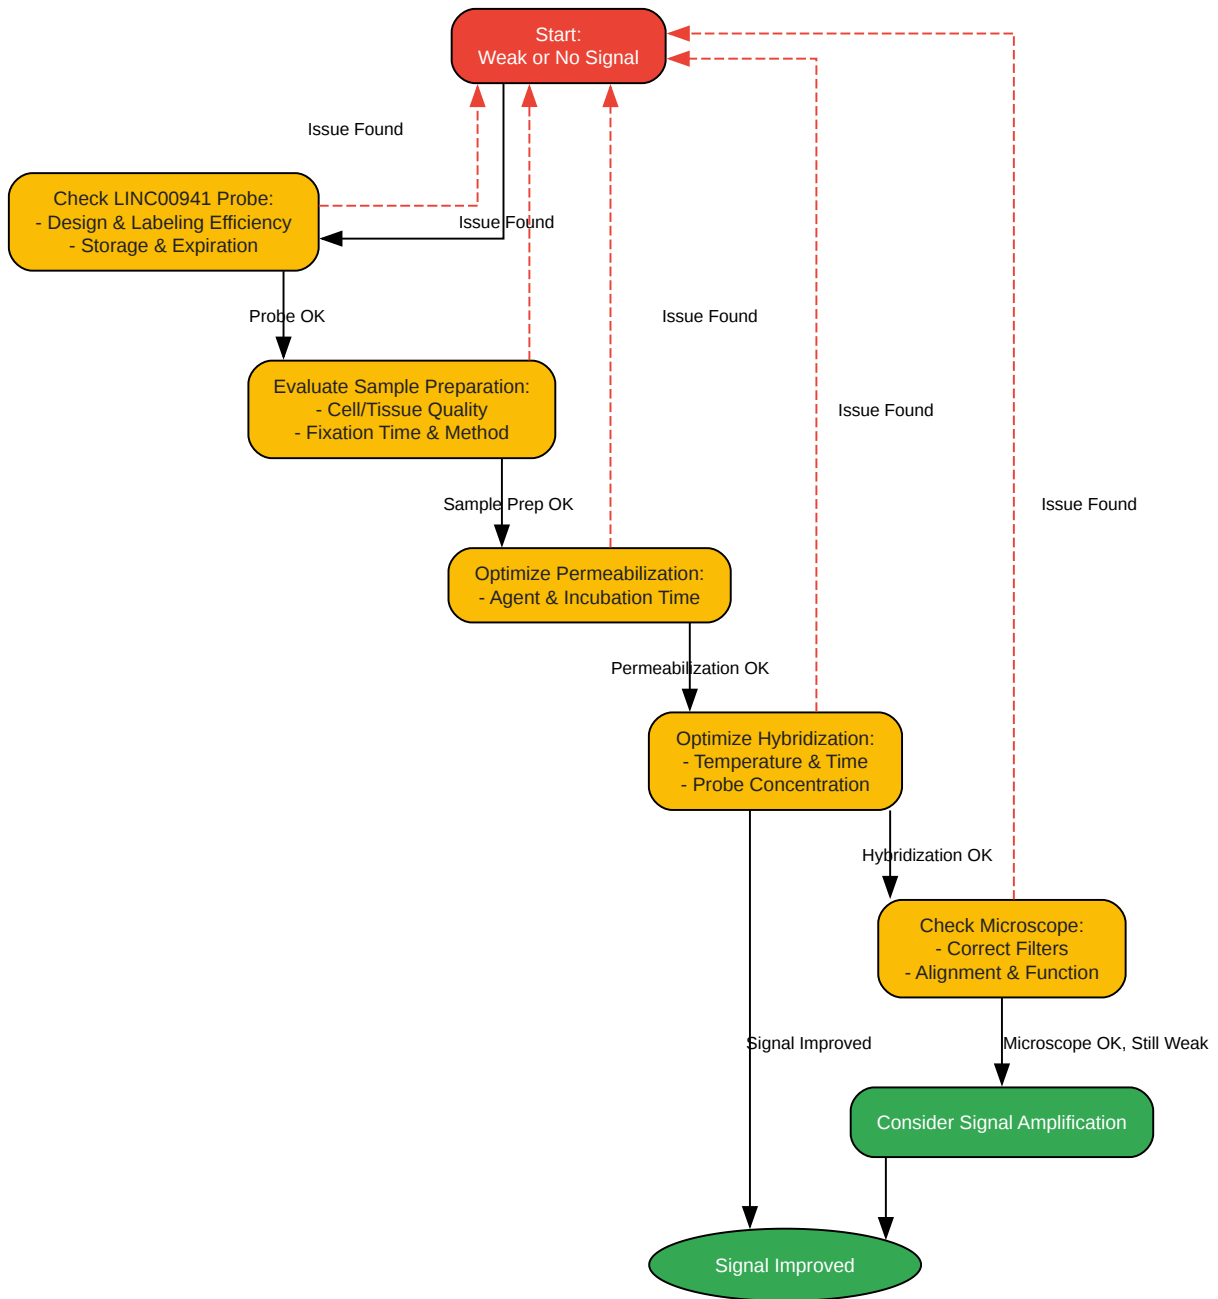 Start:
Weak or No Signal
Issue Found
Check LINC00941 Probe:
- Design & Labeling Efficiency
- Storage & Expiration
Issue Found
Probe OK
Issue Found
Evaluate Sample Preparation:
- Cell/Tissue Quality
- Fixation Time & Method
Issue Found
Sample Prep OK
Issue Found
Optimize Permeabilization:
- Agent & Incubation Time
Permeabilization OK
Optimize Hybridization:
- Temperature & Time
- Probe Concentration
Hybridization OK
Check Microscope:
- Correct Filters
- Alignment & Function
Signal Improved
Microscope OK, Still Weak
Consider Signal Amplification
Signal Improved